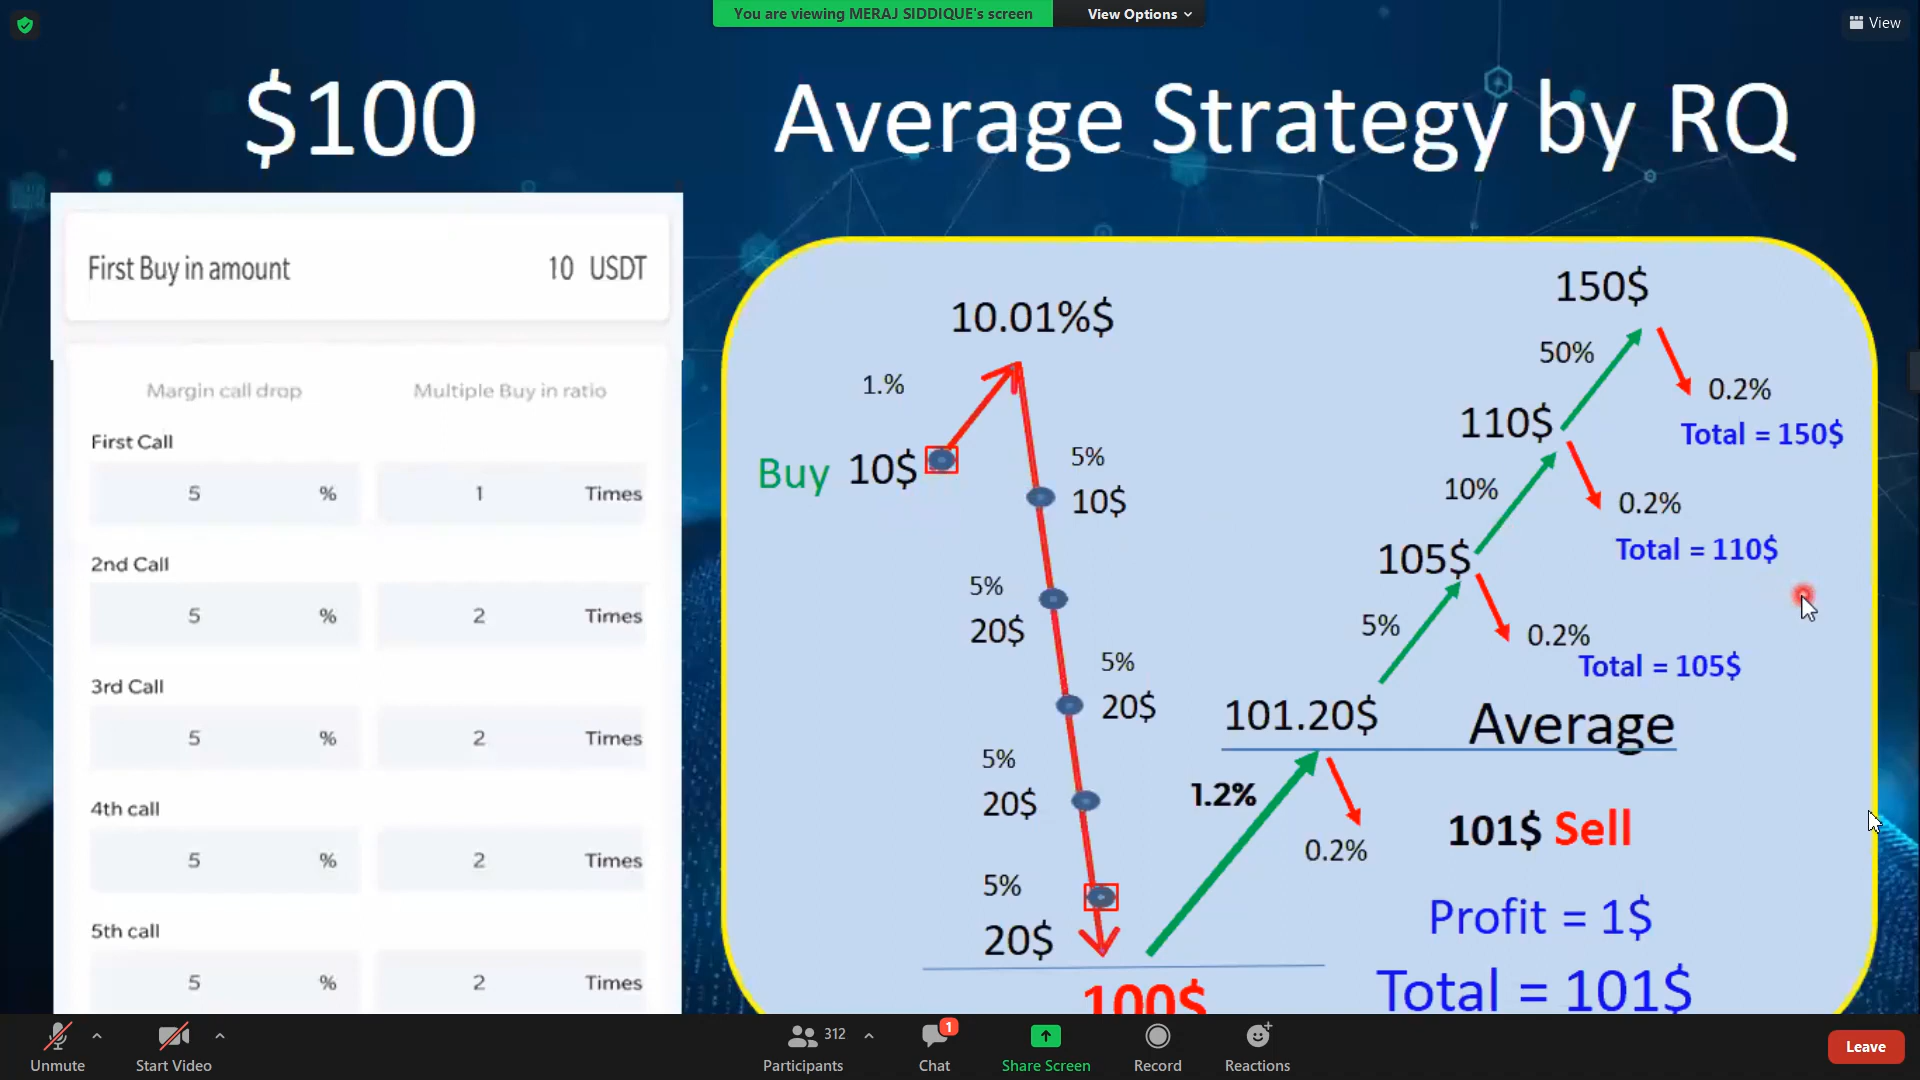 You are viewing MERAJ SIDDIQUE's screen
View Options
View
$100
Average Strategy by RQ
First Buy in amount 10 USDT
Margin call drop Multiple Buy in ratio
First Call
5 % 1 Times
2nd Call
5 % 2 Times
3rd Call
5 % 2 Times
4th call
5 % 2 Times
5th call
5 % 2 Times
10.01%$
1.%
Buy 10$
5%
10$
5%
20$
5%
20$
5%
20$
5%
20$
100$
150$
50%
0.2%
Total = 150$
110$
10%
0.2%
Total = 110$
105$
5%
0.2%
Total = 105$
101.20$ Average
1.2%
0.2%
101$ Sell
Profit = 1$
Total = 101$
Unmute
Start Video
312
Participants
1
Chat
Share Screen
Record
Reactions
Leave